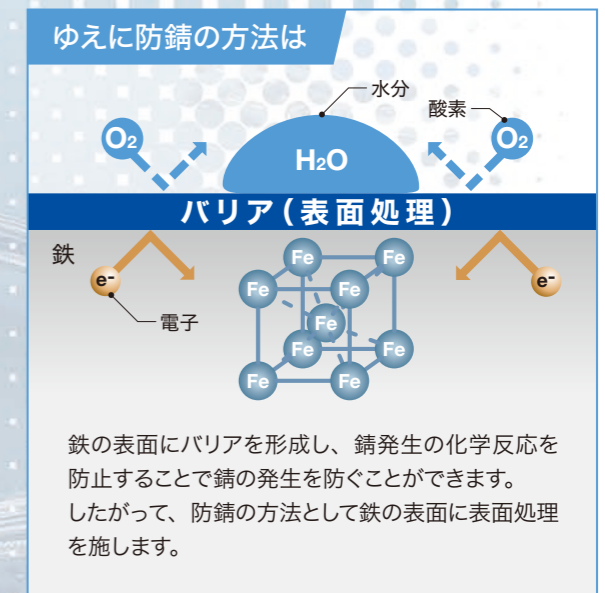 ゆえに防錆の方法は
水分
酸素
O2
O2
H2O
バリア(表面処理)
鉄
Fe
Fe
e-
e-
Fe
Fe
電子
Fe
Fe
Fe
Fe
Fe
鉄の表面にバリアを形成し、錆発生の化学反応を
防止することで錆の発生を防ぐことができます。
したがって、防錆の方法として鉄の表面に表面処理
を施します。